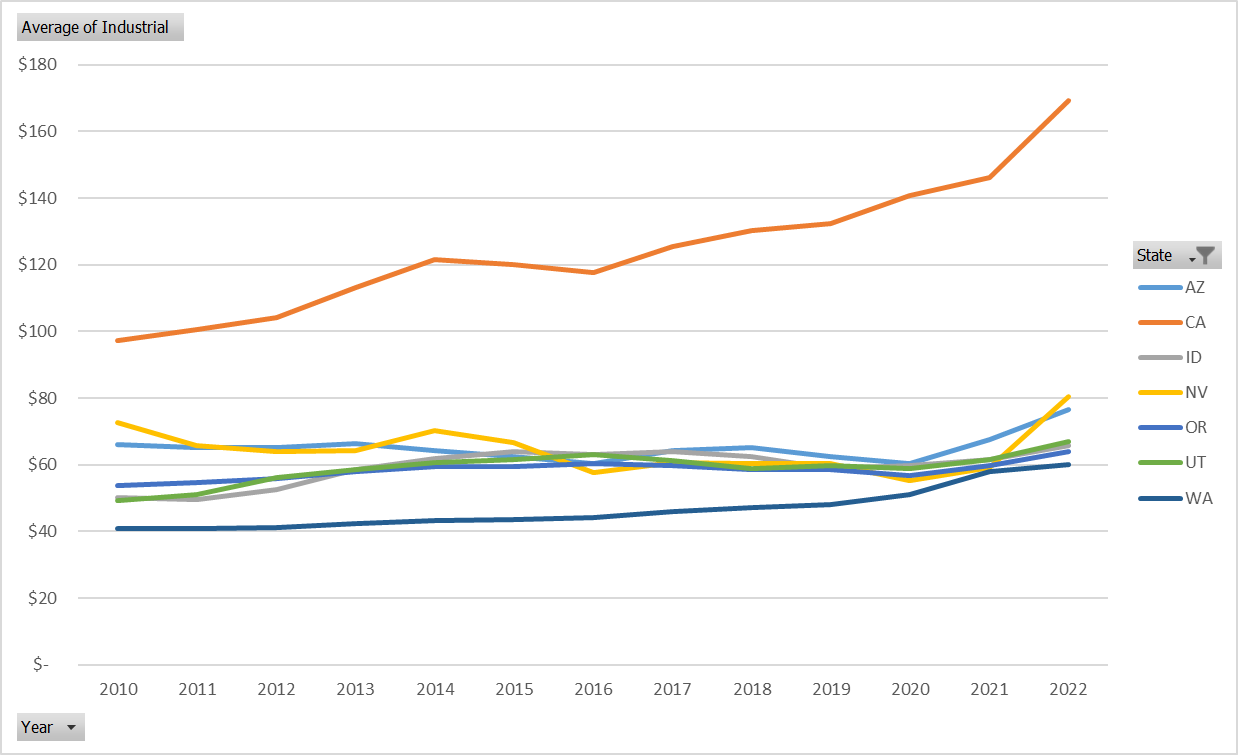 Average of Industrial
$180
$160
$140
$120
$100
$80
$60
$40
$20
$-
2010 2011 2012 2013 2014 2015 2016 2017 2018 2019 2020 2021 2022
Year
State
AZ
CA
ID
NV
OR
UT
WA